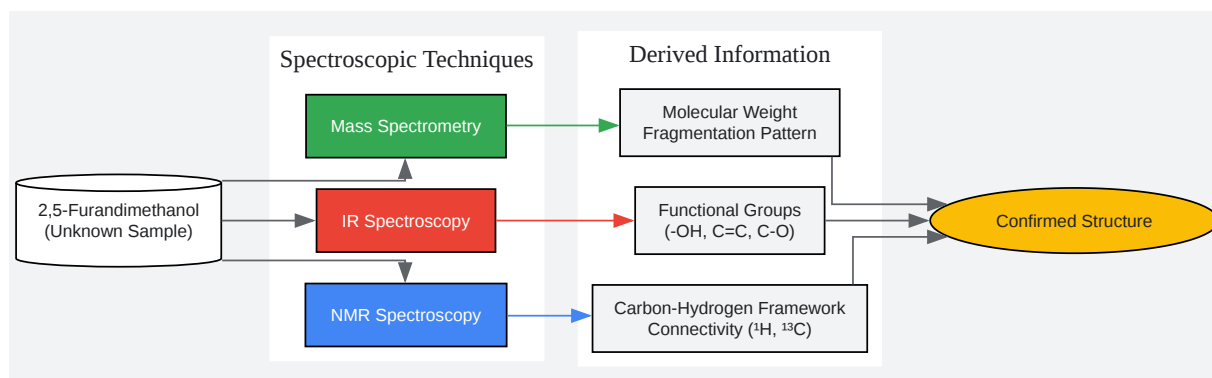 Spectroscopic Techniques
Derived Information
Mass Spectrometry
Molecular Weight
Fragmentation Pattern
2,5-Furandimethanol
(Unknown Sample)
IR Spectroscopy
Functional Groups
(-OH, C=C, C-O)
Confirmed Structure
NMR Spectroscopy
Carbon-Hydrogen Framework
Connectivity (¹H, ¹³C)